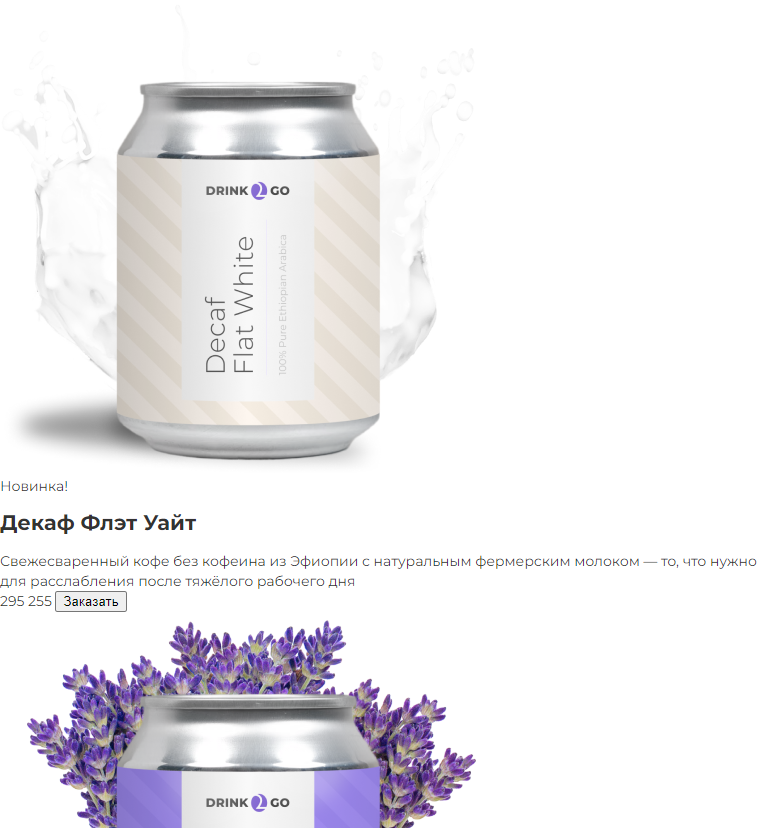 DRINK 2 GO
Decaf
Flat White
100% Pure Ethiopian Arabica
Новинка!
Декаф Флэт Уайт
Свежесваренный кофе без кофеина из Эфиопии с натуральным фермерским молоком — то, что нужно
для расслабления после тяжёлого рабочего дня
295 255 Заказать
DRINK 2 GO